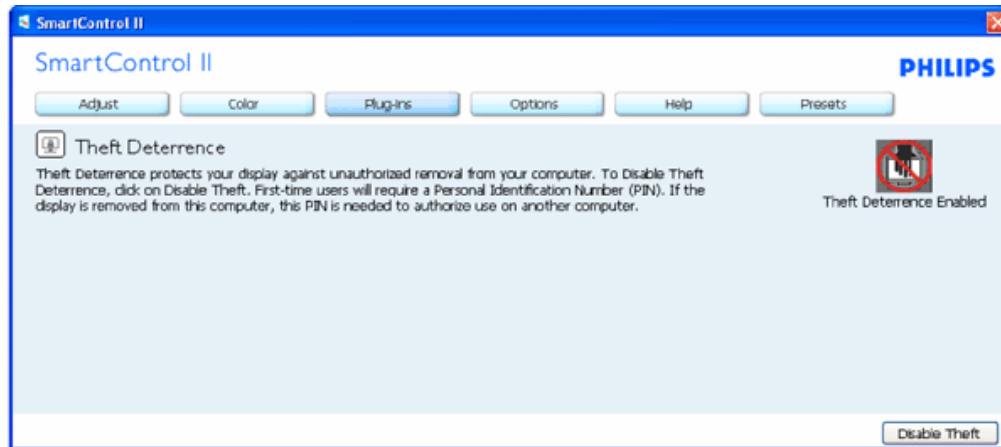 SmartControl II
SmartControl II
PHILIPS
Adjust Color Plug-Ins Options Help Presets
Theft Deterrence
Theft Deterrence protects your display against unauthorized removal from your computer. To Disable Theft
Deterrence, click on Disable Theft. First-time users will require a Personal Identification Number (PIN). If the
display is removed from this computer, this PIN is needed to authorize use on another computer.
Theft Deterrence Enabled
Disable Theft